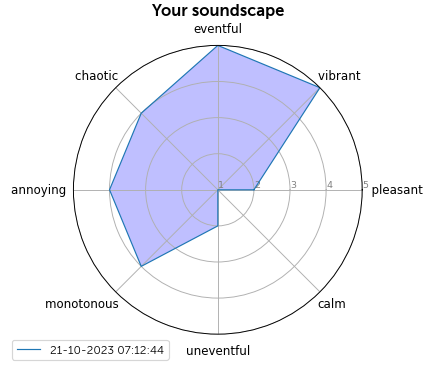 Your soundscape
eventful
chaotic
vibrant
annoying
1 2 3 4 5
pleasant
monotonous
calm
uneventful
21-10-2023 07:12:44